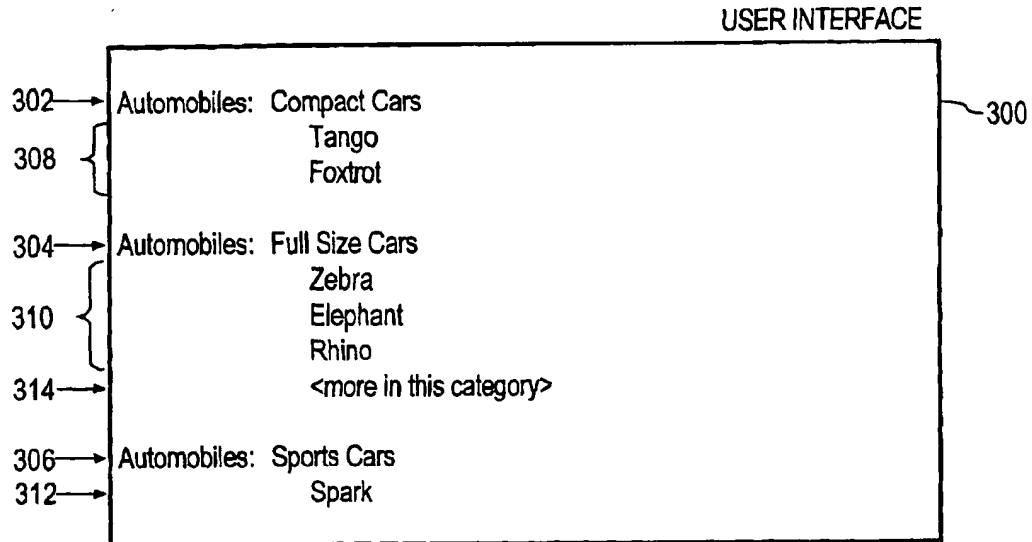 USER INTERFACE
302 Automobiles: Compact Cars 300
Tango
308
Foxtrot
304 Automobiles: Full Size Cars
Zebra
310 Elephant
Rhino
314 <more in this category>
306 Automobiles: Sports Cars
312 Spark